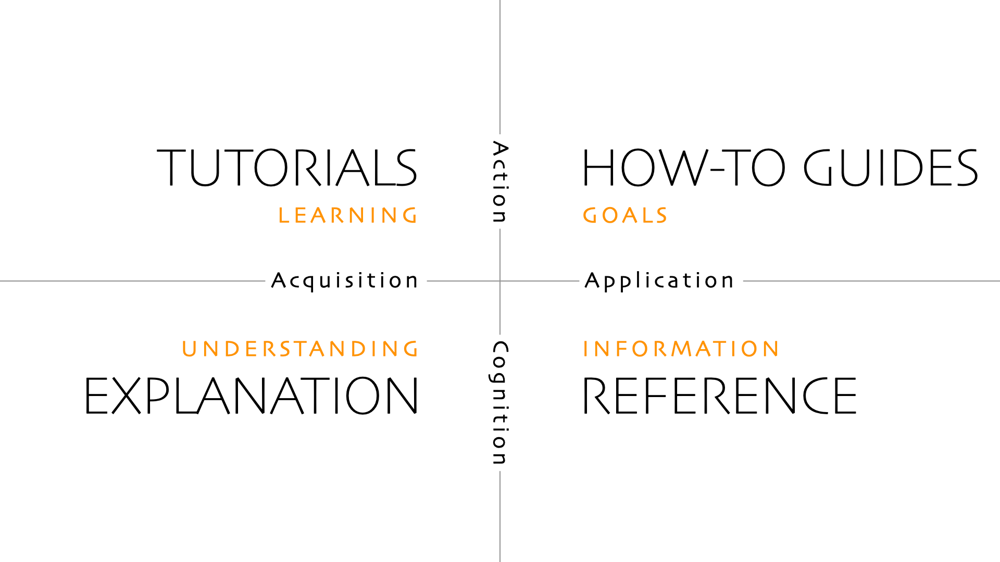 Action
TUTORIALS
LEARNING
HOW-TO GUIDES
GOALS
Acquisition
Application
UNDERSTANDING
EXPLANATION
INFORMATION
REFERENCE
Cognition